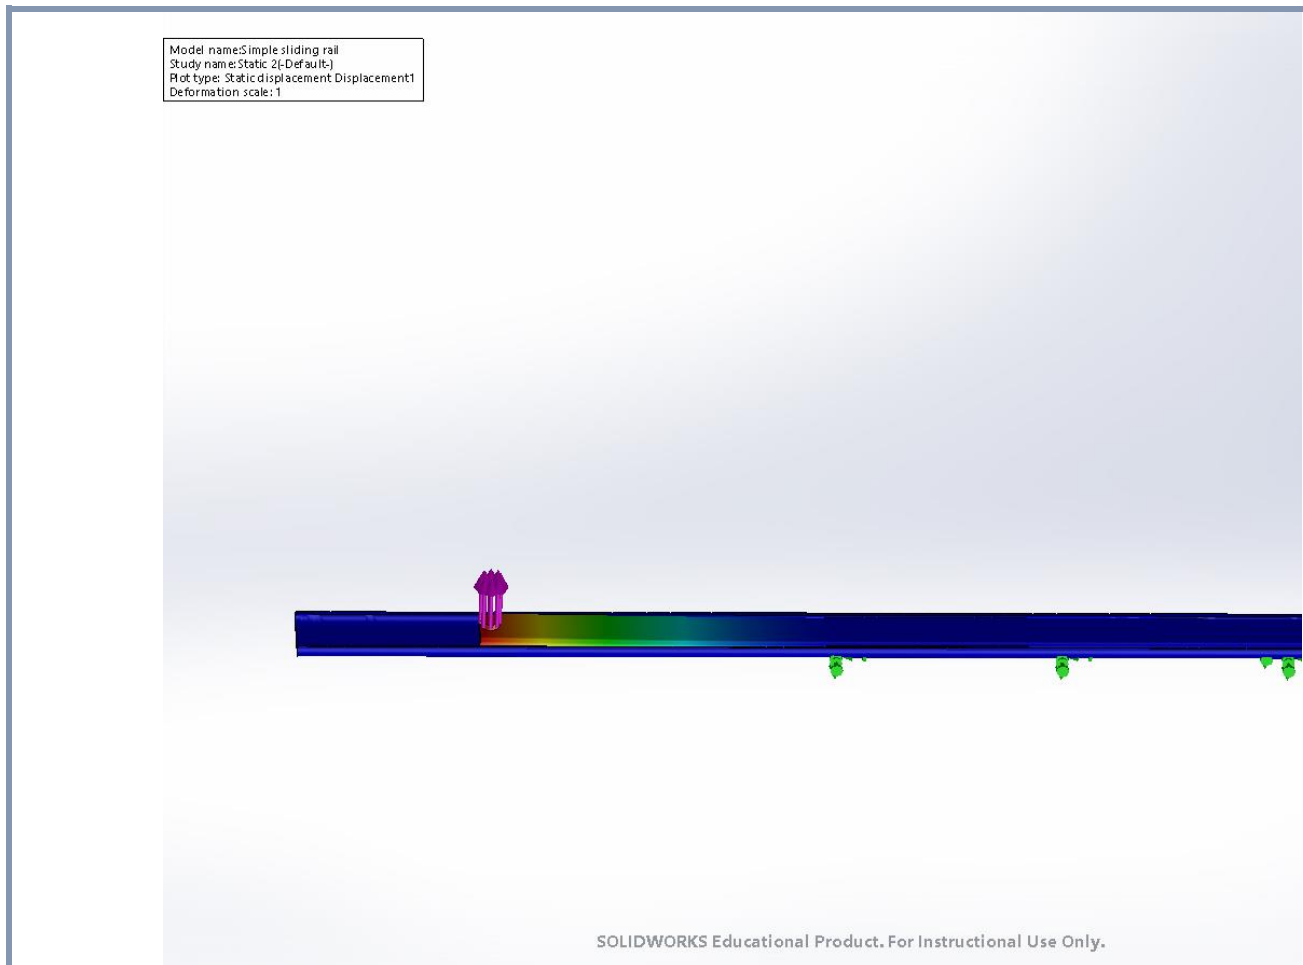 Model name:Simple sliding rail
Study name:Static 2(-Default-)
Plot type: Static displacement Displacement1
Deformation scale: 1
SOLIDWORKS Educational Product. For Instructional Use Only.